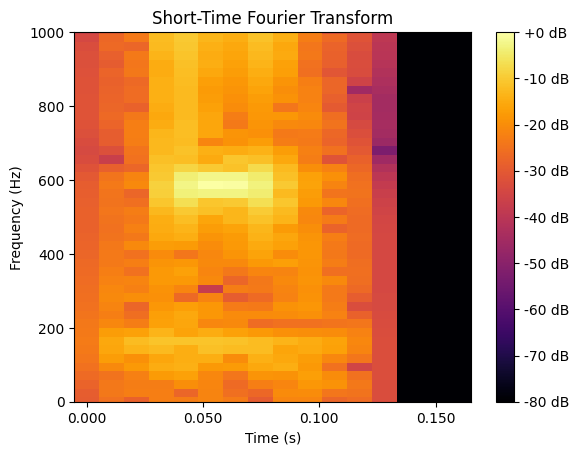 Short-Time Fourier Transform
1000
800
600
400
200
0
Frequency (Hz)
0.000
0.050
0.100
0.150
Time (s)
+0 dB
-10 dB
-20 dB
-30 dB
-40 dB
-50 dB
-60 dB
-70 dB
-80 dB